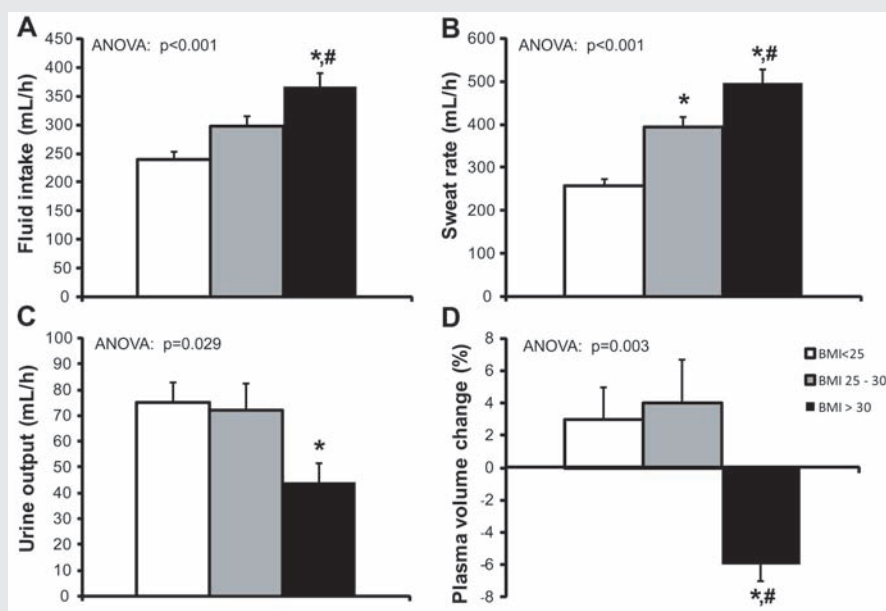 A
ANOVA: p<0.001
*,#
Fluid intake (mL/h)
450
400
350
300
250
200
150
100
50
0
B
ANOVA: p<0.001
*
*,#
Sweat rate (mL/h)
600
500
400
300
200
100
0
C
ANOVA: p=0.029
*
Urine output (mL/h)
100
90
80
70
60
50
40
30
20
10
0
D
ANOVA: p=0.003
BMI<25
BMI 25 - 30
BMI > 30
*,#
Plasma volume change (%)
8
6
4
2
0
-2
-4
-6
-8